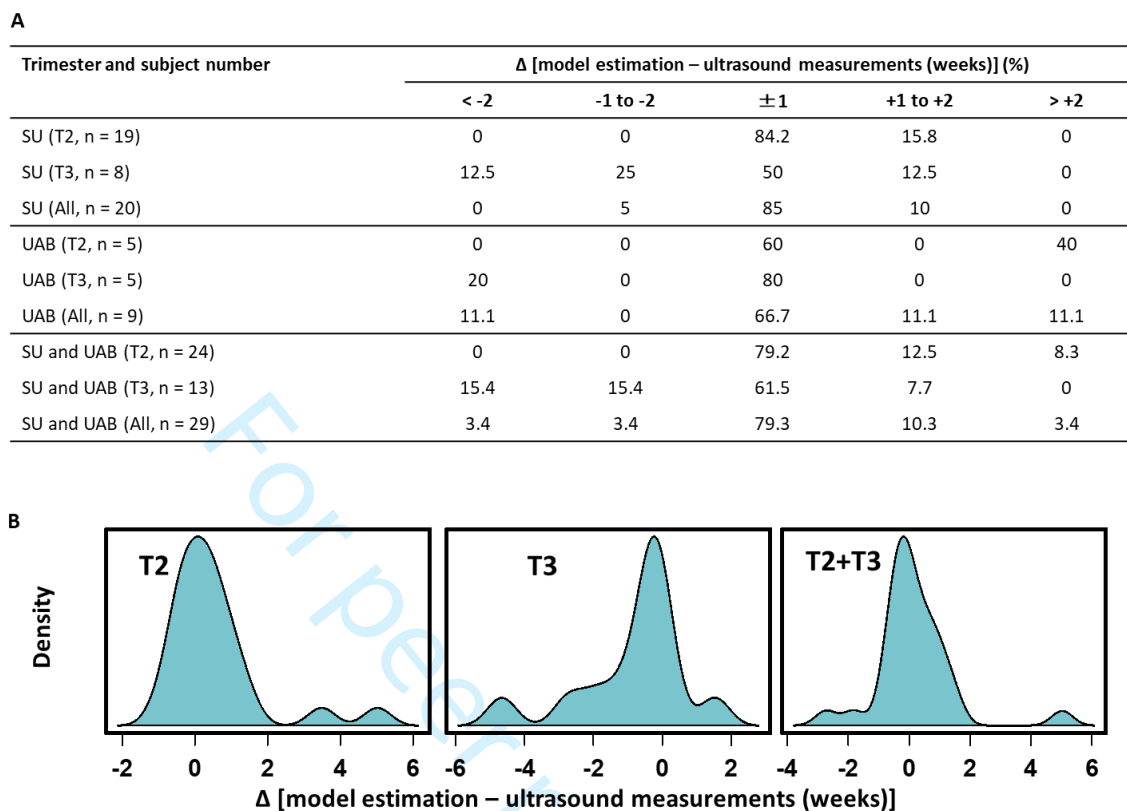 A
Trimester and subject number Δ [model estimation – ultrasound measurements (weeks)] (%)
< -2 -1 to -2 ±1 +1 to +2 > +2
SU (T2, n = 19) 0 0 84.2 15.8 0
SU (T3, n = 8) 12.5 25 50 12.5 0
SU (All, n = 20) 0 5 85 10 0
UAB (T2, n = 5) 0 0 60 0 40
UAB (T3, n = 5) 20 0 80 0 0
UAB (All, n = 9) 11.1 0 66.7 11.1 11.1
SU and UAB (T2, n = 24) 0 0 79.2 12.5 8.3
SU and UAB (T3, n = 13) 15.4 15.4 61.5 7.7 0
SU and UAB (All, n = 29) 3.4 3.4 79.3 10.3 3.4
For peer r
B
T2 T3 T2+T3
Density
-2 0 2 4 6 -6 -4 -2 0 2 -4 -2 0 2 4 6
Δ [model estimation – ultrasound measurements (weeks)]